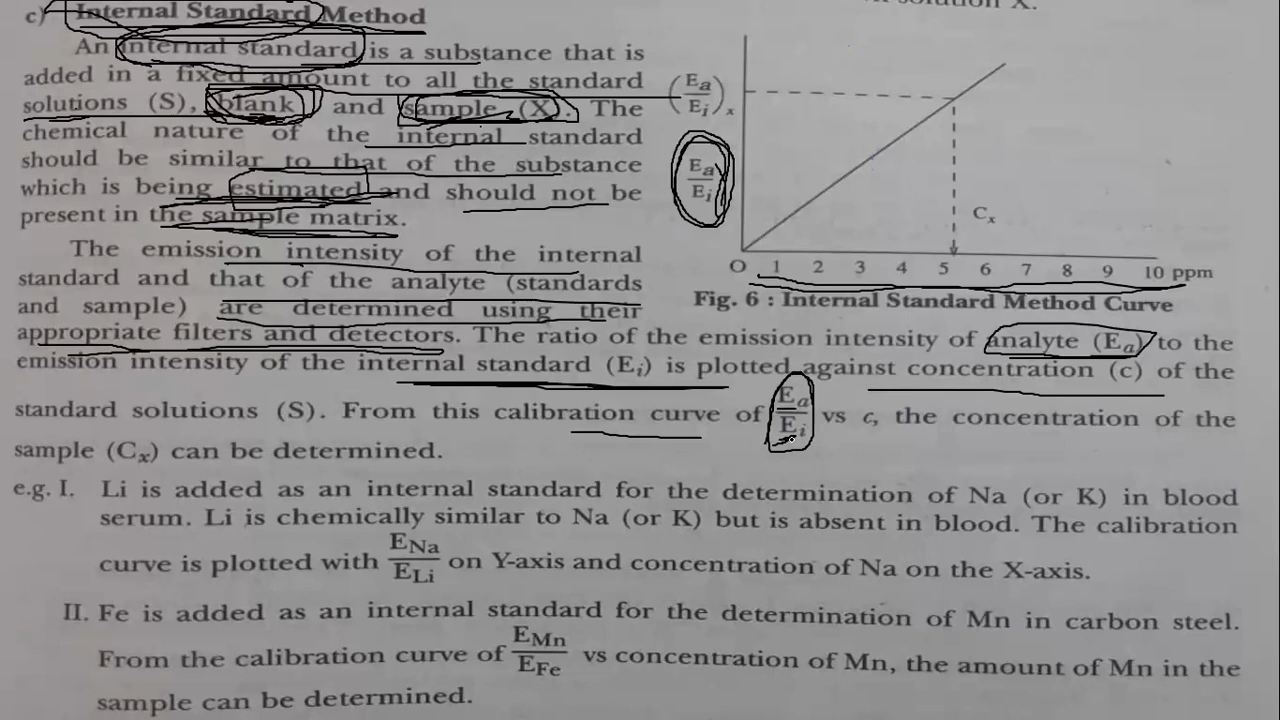 c) Internal Standard Method
An internal standard is a substance that is
added in a fixed amount to all the standard
solutions (S), blank and sample (X). The
chemical nature of the internal standard
should be similar to that of the substance
which is being estimated and should not be
present in the sample matrix.
The emission intensity of the internal
standard and that of the analyte (standards
and sample) are determined using their
appropriate filters and detectors. The ratio of the emission intensity of analyte (Eₐ) to the
emission intensity of the internal standard (Eᵢ) is plotted against concentration (c) of the
standard solutions (S). From this calibration curve of Eₐ/Eᵢ vs c, the concentration of the
sample (Cₓ) can be determined.
e.g. I. Li is added as an internal standard for the determination of Na (or K) in blood
serum. Li is chemically similar to Na (or K) but is absent in blood. The calibration
curve is plotted with E_Na/E_Li on Y-axis and concentration of Na on the X-axis.
II. Fe is added as an internal standard for the determination of Mn in carbon steel.
From the calibration curve of E_Mn/E_Fe vs concentration of Mn, the amount of Mn in the
sample can be determined.
X.
(Eₐ/Eᵢ)ₓ
Eₐ/Eᵢ
Cₓ
O 1 2 3 4 5 6 7 8 9 10 ppm
Fig. 6 : Internal Standard Method Curve